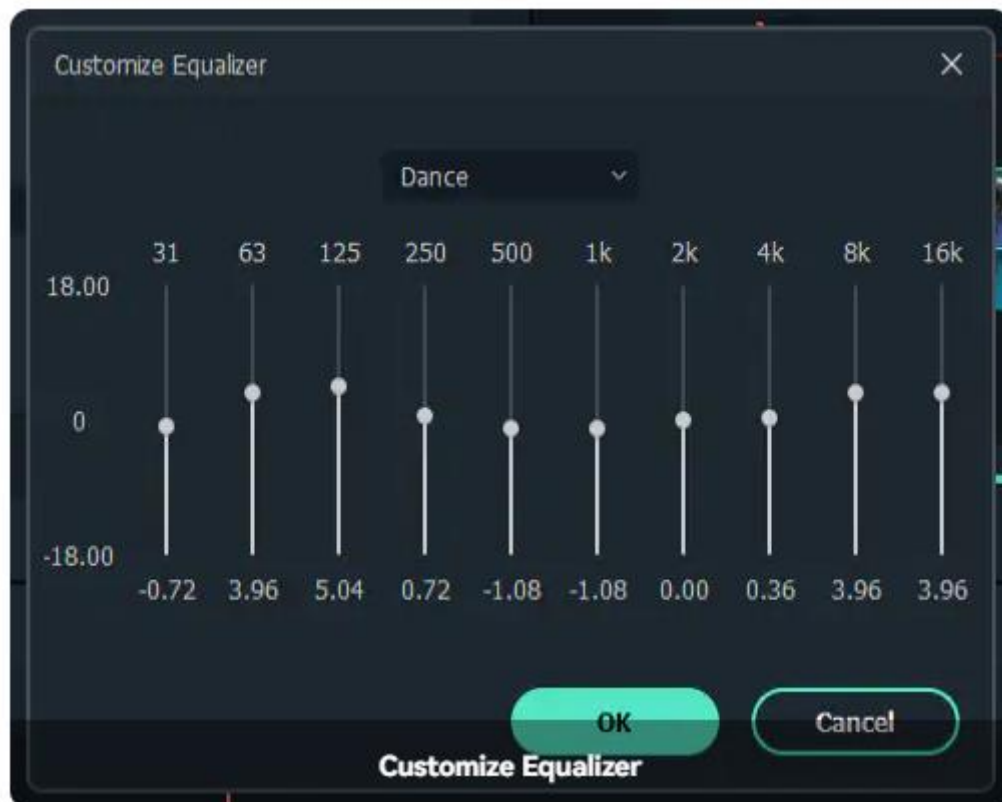 Customize Equalizer
Dance
31 63 125 250 500 1k 2k 4k 8k 16k
18.00
0
-18.00
-0.72 3.96 5.04 0.72 -1.08 -1.08 0.00 0.36 3.96 3.96
OK Cancel
Customize Equalizer